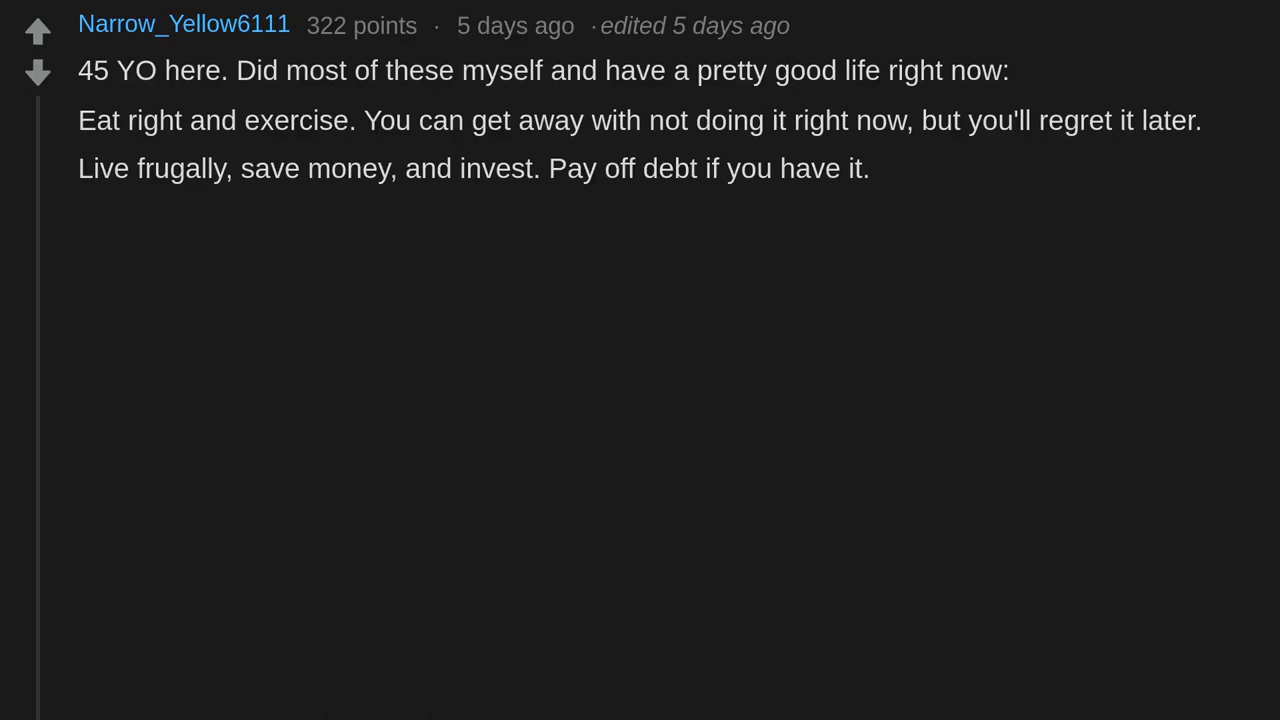 Narrow_Yellow6111 322 points · 5 days ago · edited 5 days ago
45 YO here. Did most of these myself and have a pretty good life right now:
Eat right and exercise. You can get away with not doing it right now, but you'll regret it later.
Live frugally, save money, and invest. Pay off debt if you have it.